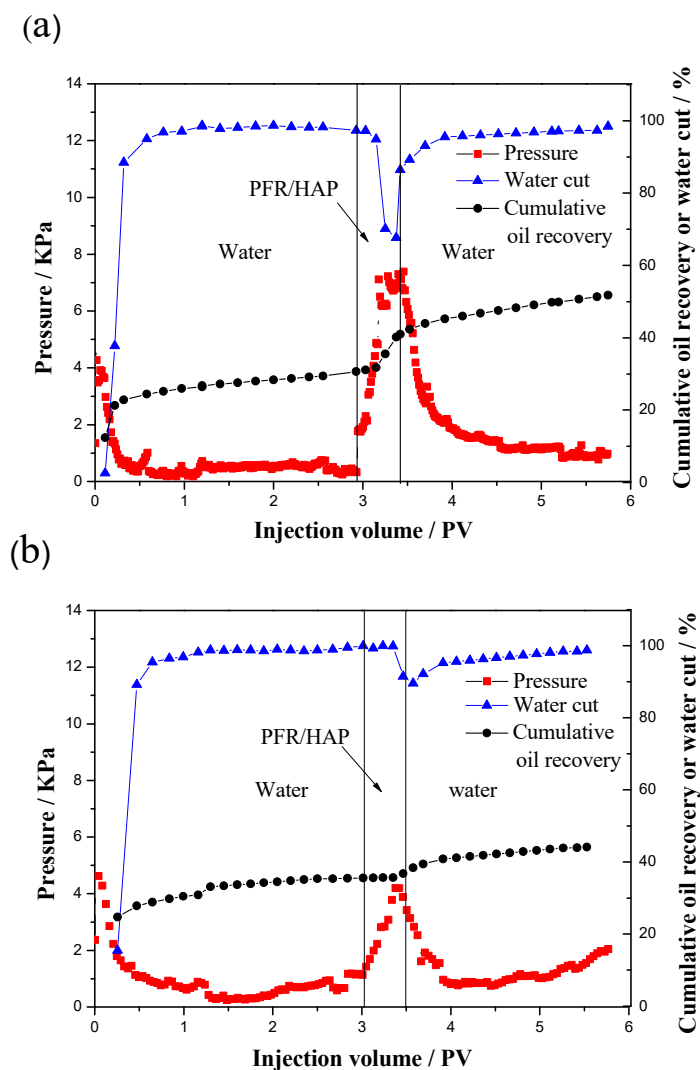 (a)
14
12
10
8
6
4
2
0
Pressure / KPa
100
80
60
40
20
0
Cumulative oil recovery or water cut / %
Pressure
Water cut
Cumulative
oil recovery
PFR/HAP
Water
Water
0
1
2
3
4
5
6
Injection volume / PV
(b)
14
12
10
8
6
4
2
0
Pressure / KPa
100
80
60
40
20
0
Cumulative oil recovery or water cut / %
Pressure
Water cut
Cumulative
oil recovery
PFR/HAP
Water
water
0
1
2
3
4
5
6
Injection volume / PV